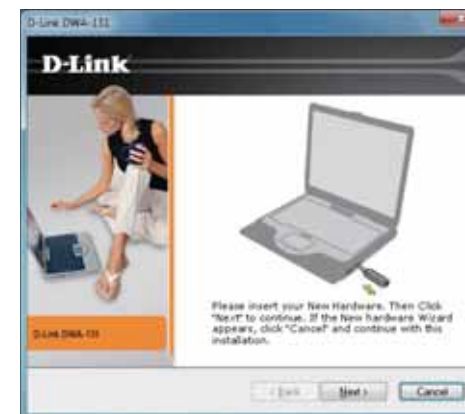 D-Link DWA-131
D-Link
Please insert your New Hardware. Then Click
"Next" to continue. If the New hardware Wizard
appears, click "Cancel" and continue with this
installation.
D-Link DWA-131
< Back
Next >
Cancel